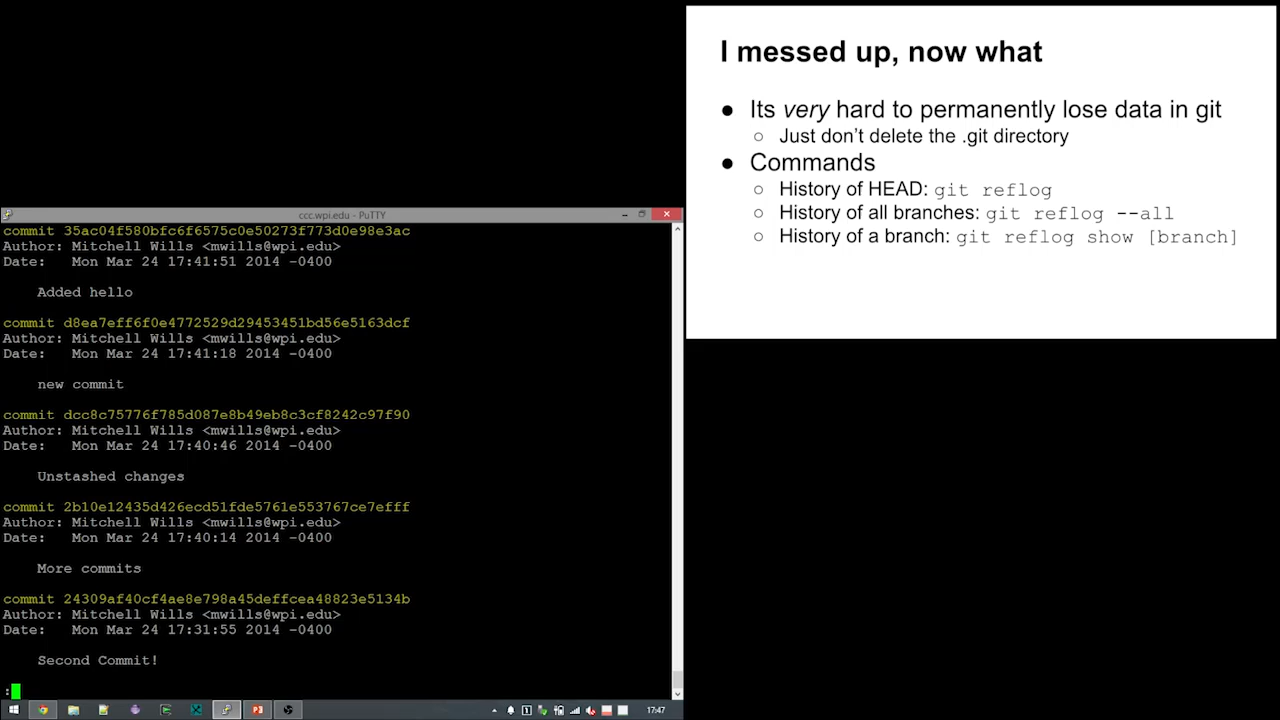 I messed up, now what
● Its very hard to permanently lose data in git
○ Just don't delete the .git directory
● Commands
○ History of HEAD: git reflog
○ History of all branches: git reflog --all
○ History of a branch: git reflog show [branch]
ccc.wpi.edu - PuTTY
commit 35ac04f580bfc6f6575c0e50273f773d0e98e3ac
Author: Mitchell Wills <mwills@wpi.edu>
Date:   Mon Mar 24 17:41:51 2014 -0400
Added hello
commit d8ea7eff6f0e4772529d29453451bd56e5163dcf
Author: Mitchell Wills <mwills@wpi.edu>
Date:   Mon Mar 24 17:41:18 2014 -0400
new commit
commit dcc8c75776f785d087e8b49eb8c3cf8242c97f90
Author: Mitchell Wills <mwills@wpi.edu>
Date:   Mon Mar 24 17:40:46 2014 -0400
Unstashed changes
commit 2b10e12435d426ecd51fde5761e553767ce7efff
Author: Mitchell Wills <mwills@wpi.edu>
Date:   Mon Mar 24 17:40:14 2014 -0400
More commits
commit 24309af40cf4ae8e798a45deffcea48823e5134b
Author: Mitchell Wills <mwills@wpi.edu>
Date:   Mon Mar 24 17:31:55 2014 -0400
Second Commit!
:
17:47